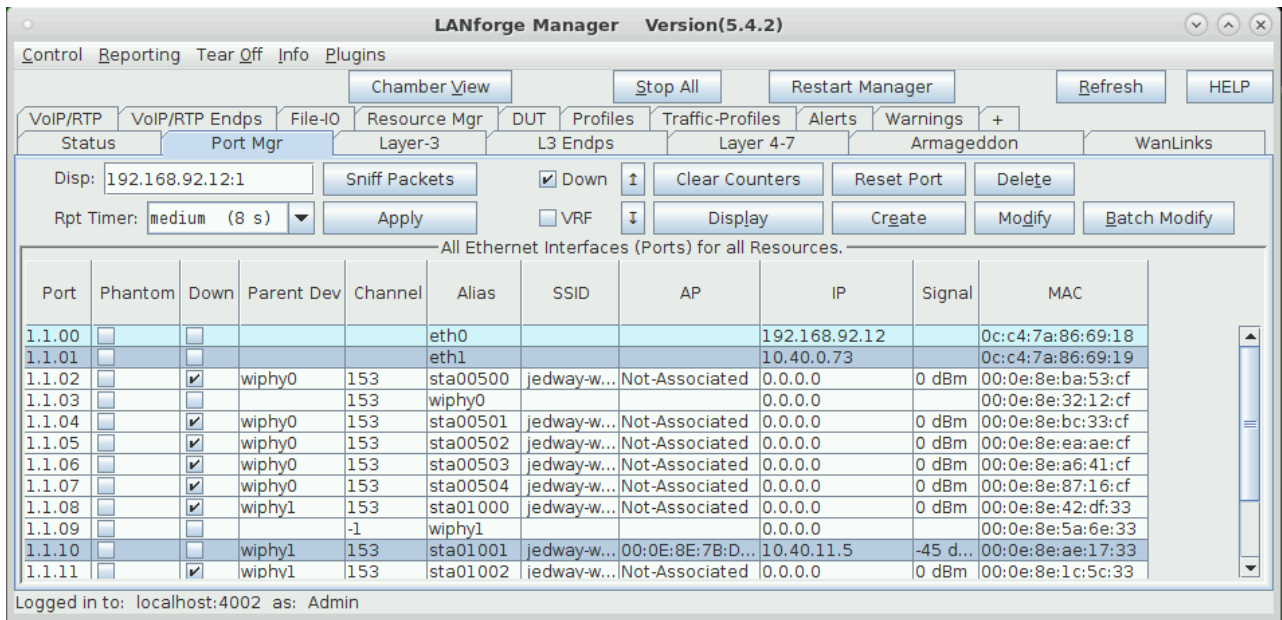 LANforge Manager Version(5.4.2)
Control Reporting Tear Off Info Plugins
Chamber View Stop All Restart Manager Refresh HELP
VoIP/RTP VoIP/RTP Endps File-IO Resource Mgr DUT Profiles Traffic-Profiles Alerts Warnings +
Status Port Mgr Layer-3 L3 Endps Layer 4-7 Armageddon WanLinks
Disp: 192.168.92.12:1 Sniff Packets Down Clear Counters Reset Port Delete
Rpt Timer: medium (8 s) Apply VRF Display Create Modify Batch Modify
All Ethernet Interfaces (Ports) for all Resources.
Port Phantom Down Parent Dev Channel Alias SSID AP IP Signal MAC
1.1.00 eth0 192.168.92.12 0c:c4:7a:86:69:18
1.1.01 eth1 10.40.0.73 0c:c4:7a:86:69:19
1.1.02 wiphy0 153 sta00500 jedway-w... Not-Associated 0.0.0.0 0 dBm 00:0e:8e:ba:53:cf
1.1.03 153 wiphy0 0.0.0.0 00:0e:8e:32:12:cf
1.1.04 wiphy0 153 sta00501 jedway-w... Not-Associated 0.0.0.0 0 dBm 00:0e:8e:bc:33:cf
1.1.05 wiphy0 153 sta00502 jedway-w... Not-Associated 0.0.0.0 0 dBm 00:0e:8e:ea:ae:cf
1.1.06 wiphy0 153 sta00503 jedway-w... Not-Associated 0.0.0.0 0 dBm 00:0e:8e:a6:41:cf
1.1.07 wiphy0 153 sta00504 jedway-w... Not-Associated 0.0.0.0 0 dBm 00:0e:8e:87:16:cf
1.1.08 wiphy1 153 sta01000 jedway-w... Not-Associated 0.0.0.0 0 dBm 00:0e:8e:42:df:33
1.1.09 -1 wiphy1 0.0.0.0 00:0e:8e:5a:6e:33
1.1.10 wiphy1 153 sta01001 jedway-w... 00:0E:8E:7B:D... 10.40.11.5 -45 d... 00:0e:8e:ae:17:33
1.1.11 wiphy1 153 sta01002 jedway-w... Not-Associated 0.0.0.0 0 dBm 00:0e:8e:1c:5c:33
Logged in to: localhost:4002 as: Admin